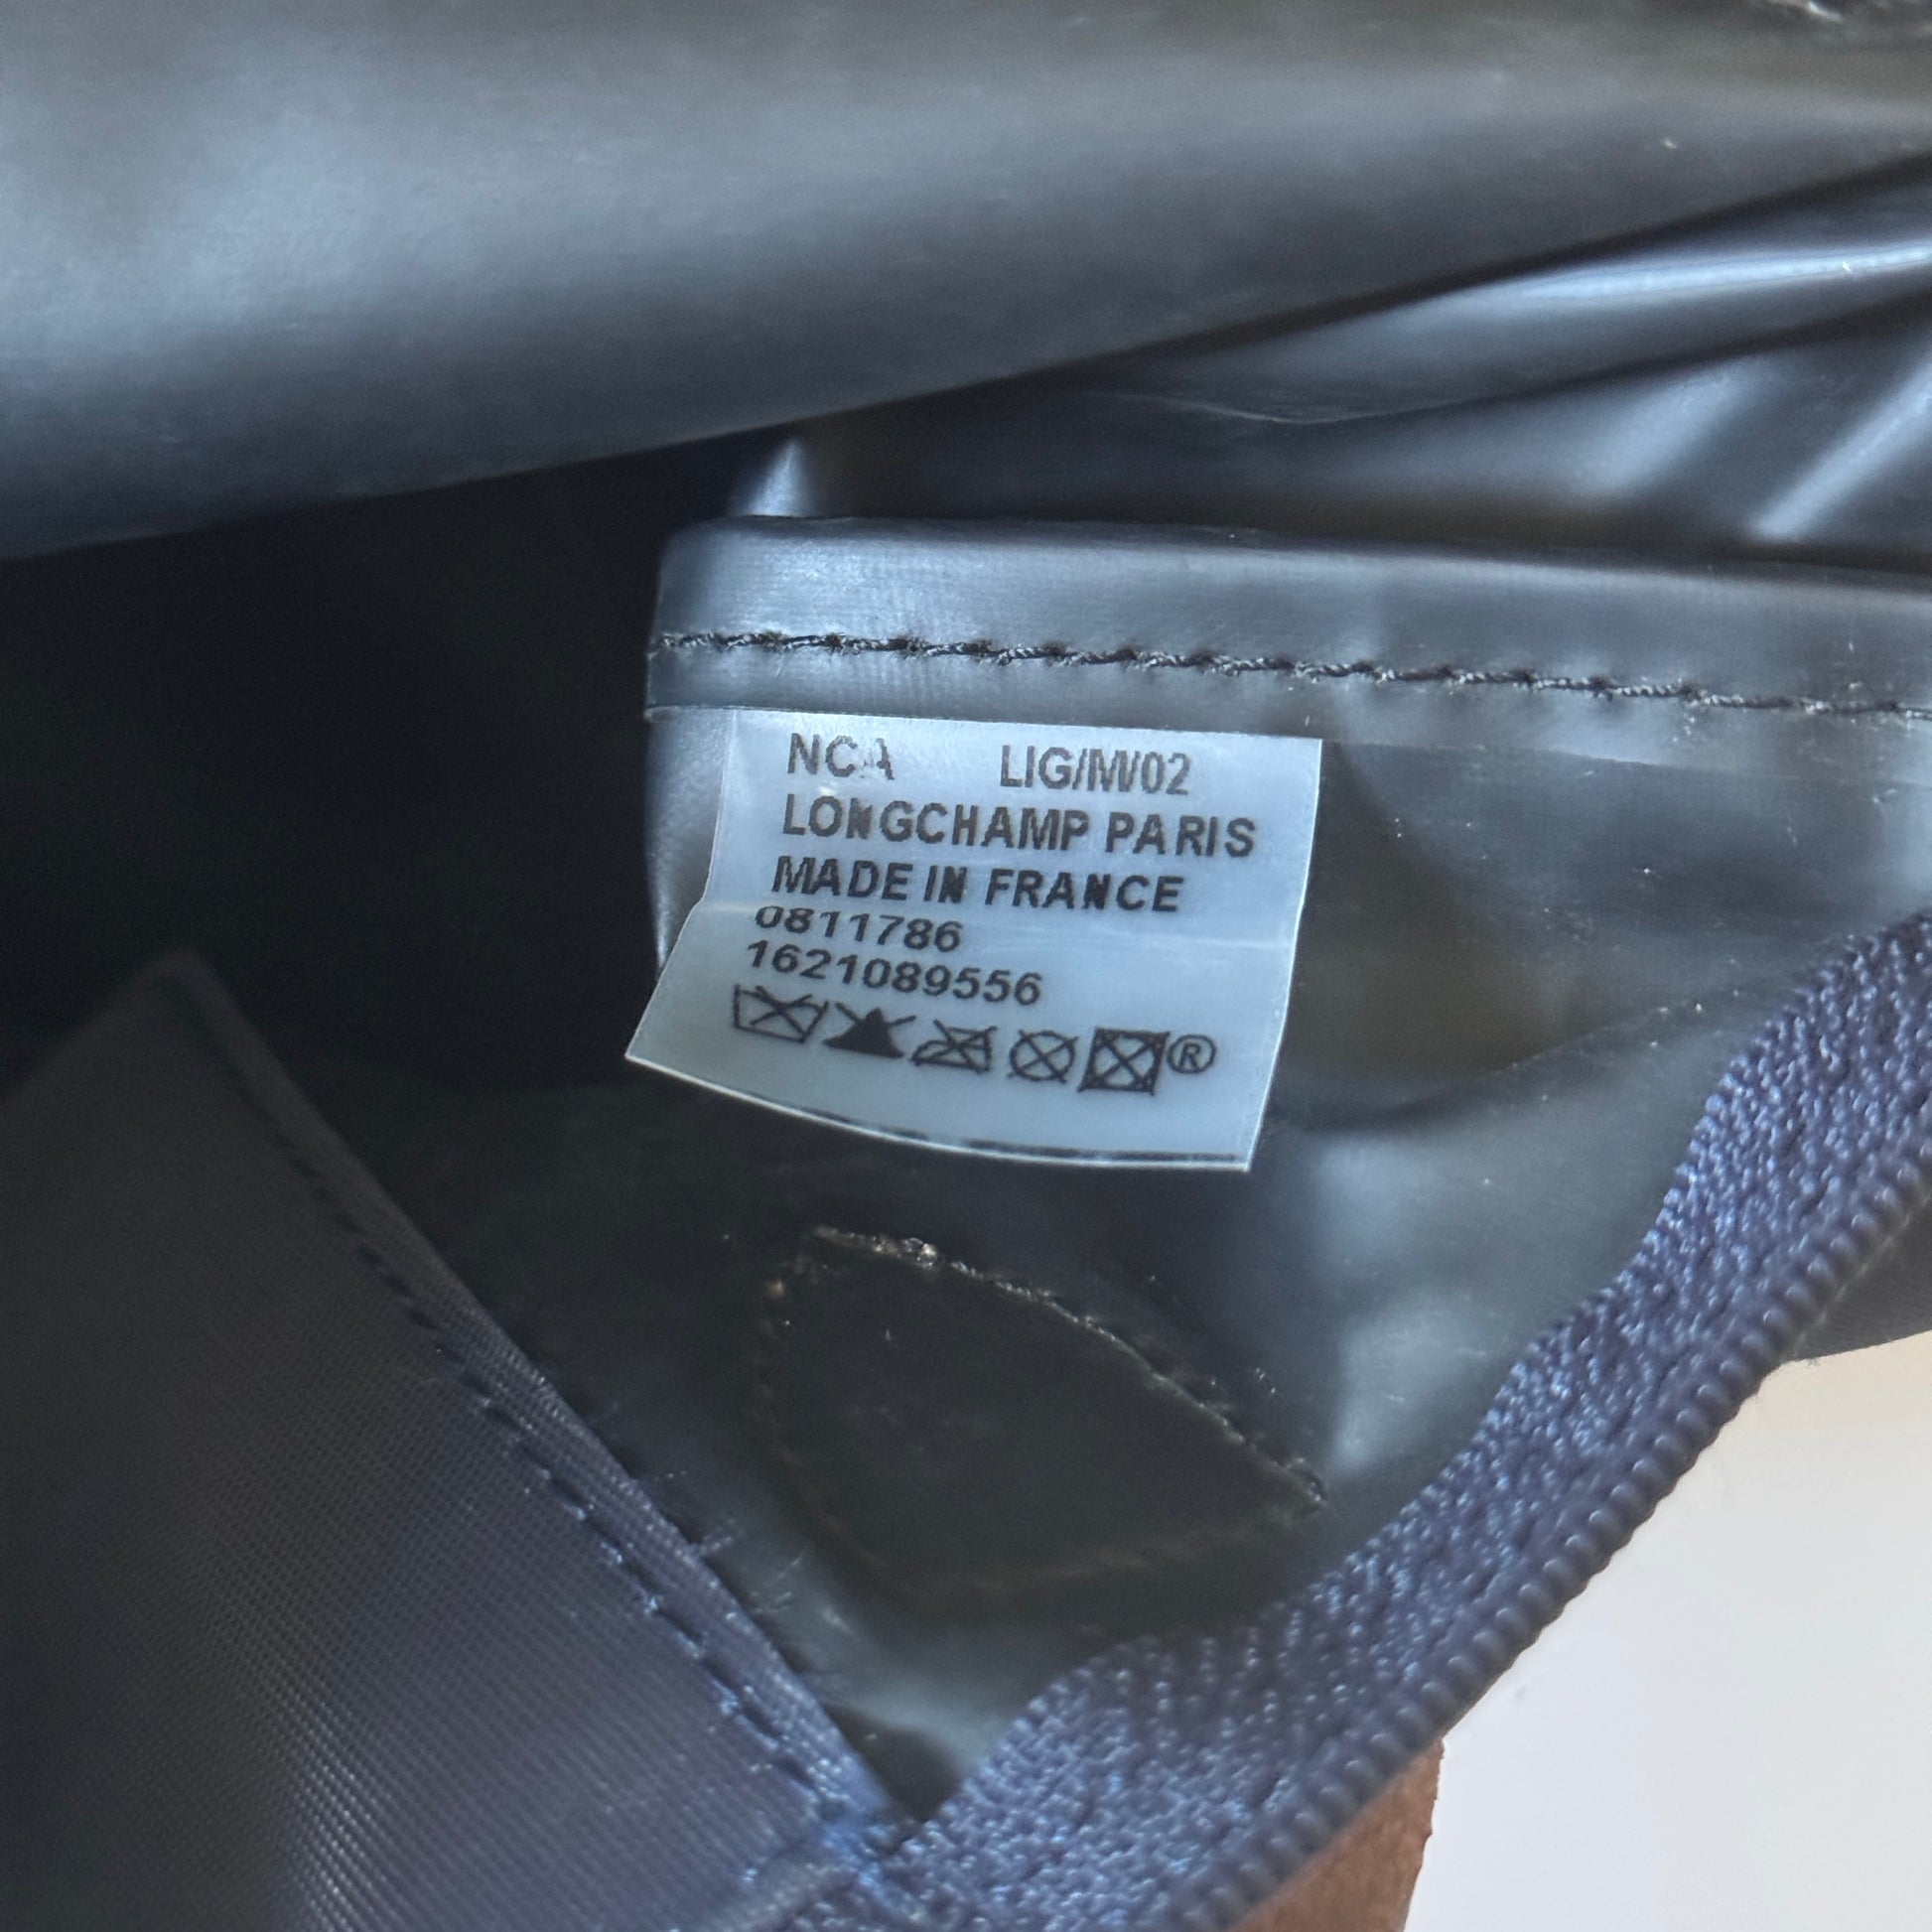 NCA LIG/M/02
LONGCHAMP PARIS
MADE IN FRANCE
0811786
1621089556
®